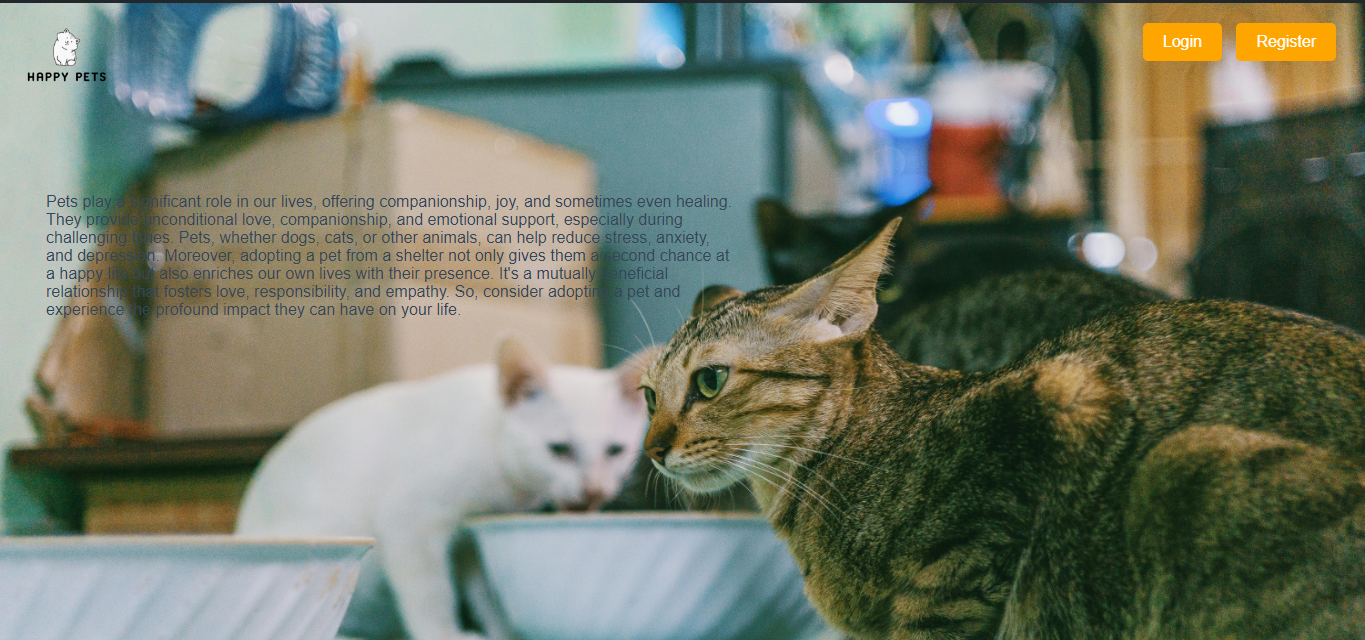 HAPPY PETS
Login
Register
Pets play a significant role in our lives, offering companionship, joy, and sometimes even healing.
They provide unconditional love, companionship, and emotional support, especially during
challenging times. Pets, whether dogs, cats, or other animals, can help reduce stress, anxiety,
and depression. Moreover, adopting a pet from a shelter not only gives them a second chance at
a happy life but also enriches our own lives with their presence. It's a mutually beneficial
relationship that fosters love, responsibility, and empathy. So, consider adopting a pet and
experience the profound impact they can have on your life.